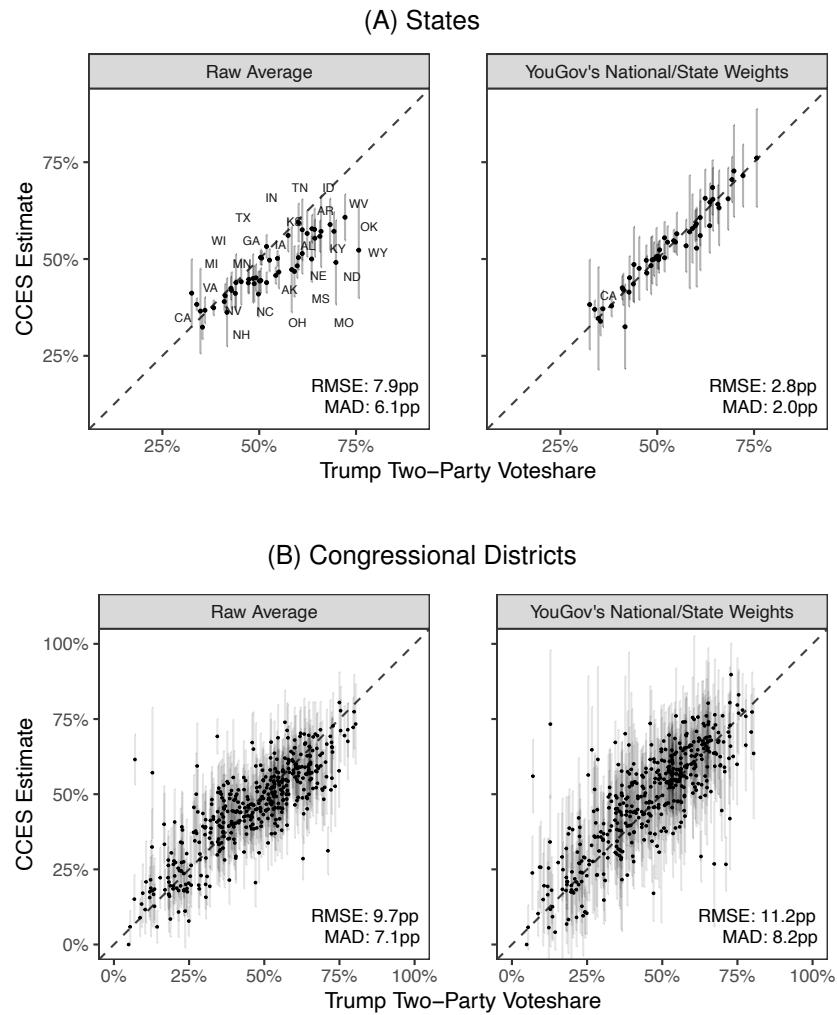 (A) States
Raw Average
YouGov's National/State Weights
CCES Estimate
75%
50%
25%
TN
ID
IN
AR
WV
TX
OK
WI
GA
IA
AL
KY
WY
MI
MN
NE
ND
VA
AK
MS
CA
NV
NC
OH
MO
NH
RMSE: 7.9pp
MAD: 6.1pp
CA
RMSE: 2.8pp
MAD: 2.0pp
25%
50%
75%
25%
50%
75%
Trump Two-Party Voteshare
(B) Congressional Districts
Raw Average
YouGov's National/State Weights
CCES Estimate
100%
75%
50%
25%
0%
RMSE: 9.7pp
MAD: 7.1pp
RMSE: 11.2pp
MAD: 8.2pp
0%
25%
50%
75%
100%
0%
25%
50%
75%
100%
Trump Two-Party Voteshare